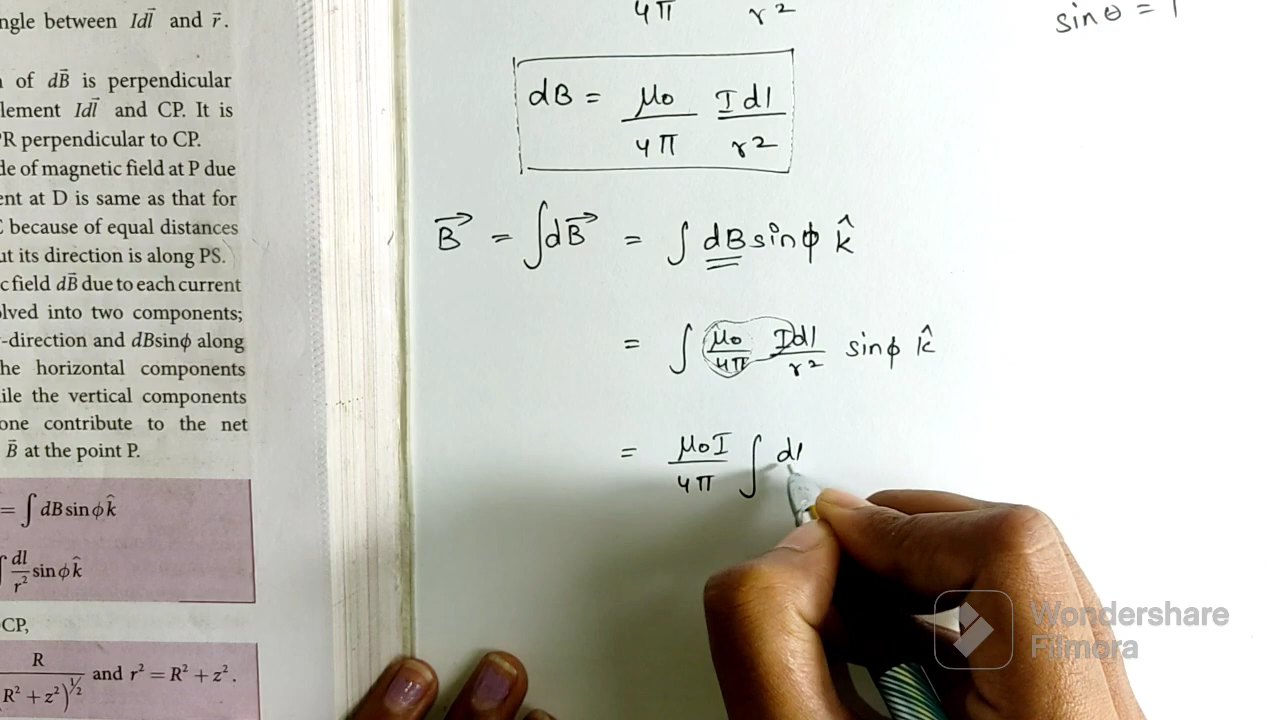 ngle between Idl⃗ and r⃗.
of dB⃗ is perpendicular
lement Idl⃗ and CP. It is
PR perpendicular to CP.
de of magnetic field at P due
ent at D is same as that for
C because of equal distances
ut its direction is along PS.
c field dB⃗ due to each current
olved into two components;
-direction and dBsinϕ along
he horizontal components
ile the vertical components
one contribute to the net
B⃗ at the point P.
= ∫ dB sin ϕ k̂
∫ dl/r² sin ϕ k̂
CP,
R/(R² + z²)^½ and r² = R² + z².
4π r²
sinθ = 1
dB = μ₀/4π Idl/r²
B⃗ = ∫dB⃗ = ∫ dB sinϕ k̂
= ∫ μ₀/4π Idl/r² sinϕ k̂
= μ₀I/4π ∫ dl
Wondershare
Filmora